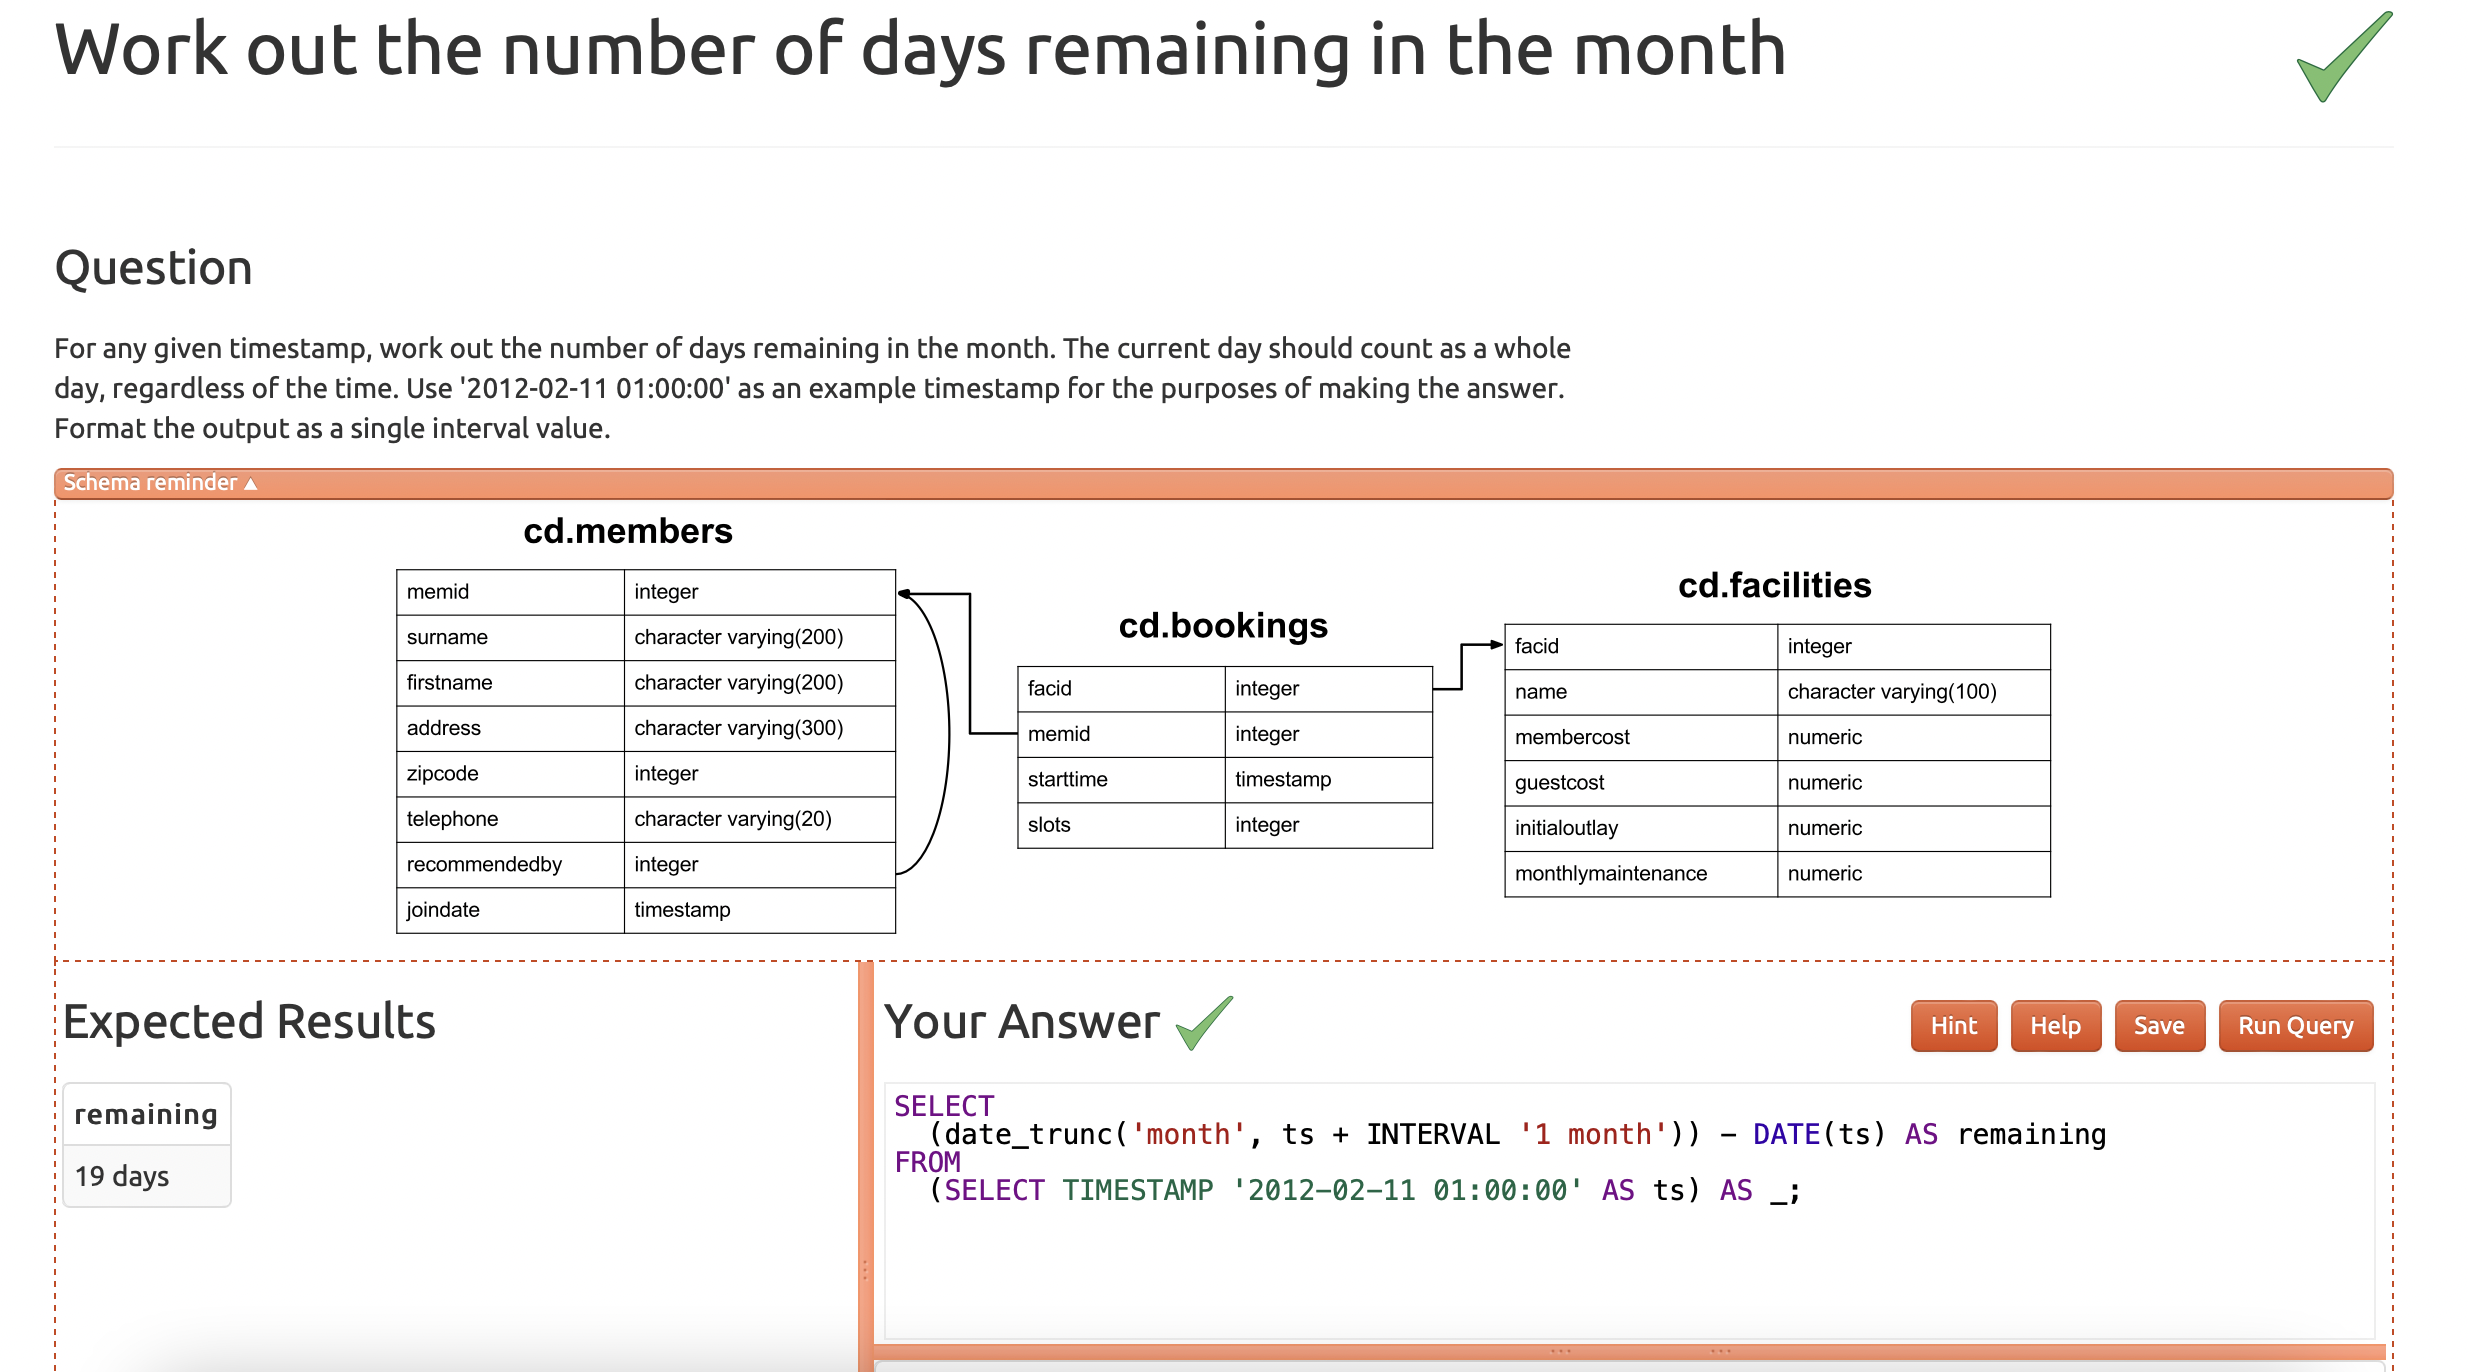 Work out the number of days remaining in the month
Question
For any given timestamp, work out the number of days remaining in the month. The current day should count as a whole
day, regardless of the time. Use '2012-02-11 01:00:00' as an example timestamp for the purposes of making the answer.
Format the output as a single interval value.
Schema reminder ▲
cd.members
memid integer
surname character varying(200)
firstname character varying(200)
address character varying(300)
zipcode integer
telephone character varying(20)
recommendedby integer
joindate timestamp
cd.bookings
facid integer
memid integer
starttime timestamp
slots integer
cd.facilities
facid integer
name character varying(100)
membercost numeric
guestcost numeric
initialoutlay numeric
monthlymaintenance numeric
Expected Results
remaining
19 days
Your Answer
Hint Help Save Run Query
SELECT
(date_trunc('month', ts + INTERVAL '1 month')) - DATE(ts) AS remaining
FROM
(SELECT TIMESTAMP '2012-02-11 01:00:00' AS ts) AS _;